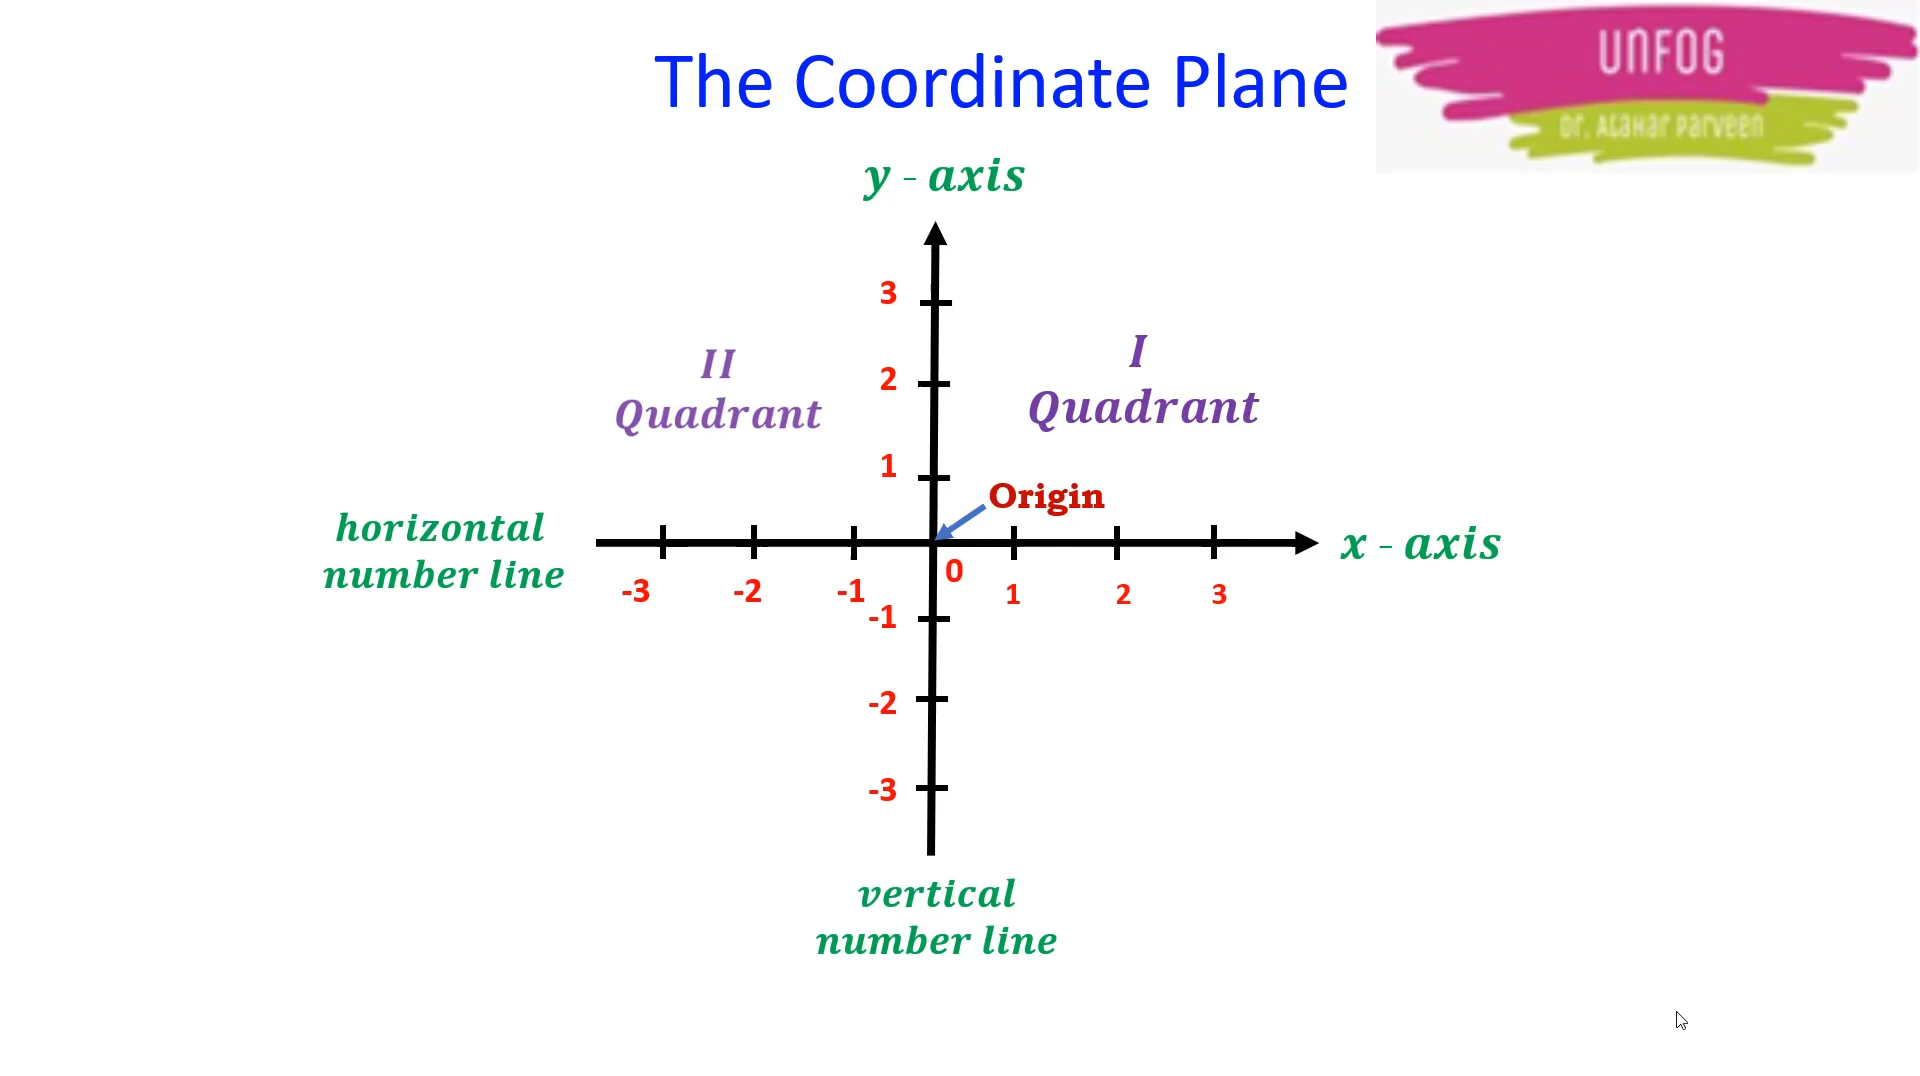 The Coordinate Plane
UNFOG
Dr. Atahar Parveen
y - axis
3
2
1
II
Quadrant
I
Quadrant
Origin
horizontal
number line
x - axis
-3 -2 -1 0 1 2 3
-1
-2
-3
vertical
number line